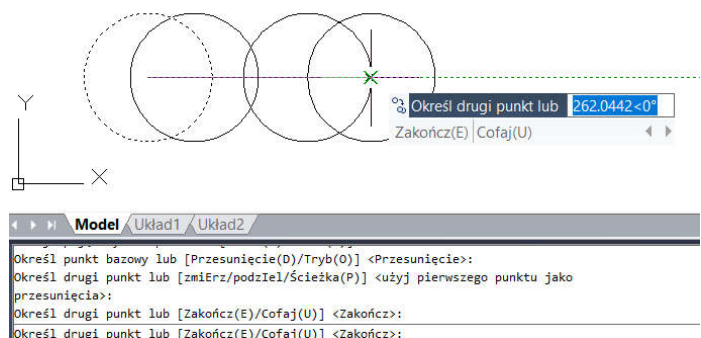 Określ drugi punkt lub 262.0442<0°
Zakończ(E) Cofaj(U)
Y
X
Model Układ1 Układ2
Określ punkt bazowy lub [Przesunięcie(D)/Tryb(O)] <Przesunięcie>:
Określ drugi punkt lub [zmiErz/podzIel/Ścieżka(P)] <użyj pierwszego punktu jako
przesunięcia>:
Określ drugi punkt lub [Zakończ(E)/Cofaj(U)] <Zakończ>:
Określ drugi punkt lub [Zakończ(E)/Cofaj(U)] <Zakończ>: